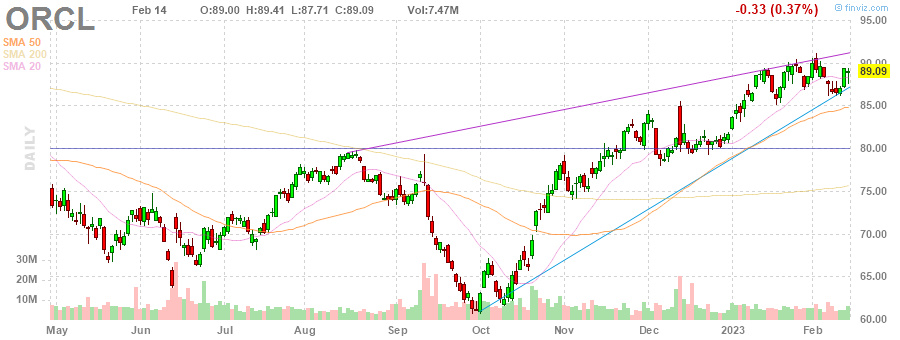 ORCL
Feb 14 O:89.00 H:89.41 L:87.71 C:89.09 Vol:7.47M
-0.33 (0.37%)
© finviz.com
SMA 50
SMA 200
SMA 20
DAILY
95.00
90.00
89.09
85.00
80.00
75.00
70.00
65.00
60.00
30M
20M
10M
May Jun Jul Aug Sep Oct Nov Dec 2023 Feb